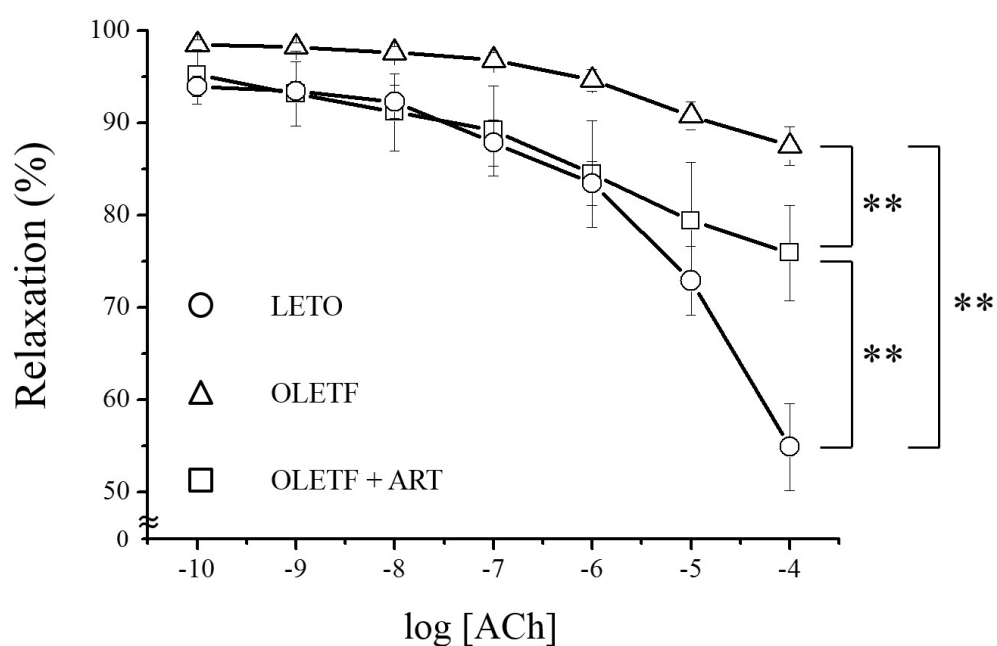 Relaxation (%)
100
90
80
70
60
50
0
LETO
OLETF
OLETF + ART
**
**
**
-10 -9 -8 -7 -6 -5 -4
log [ACh]